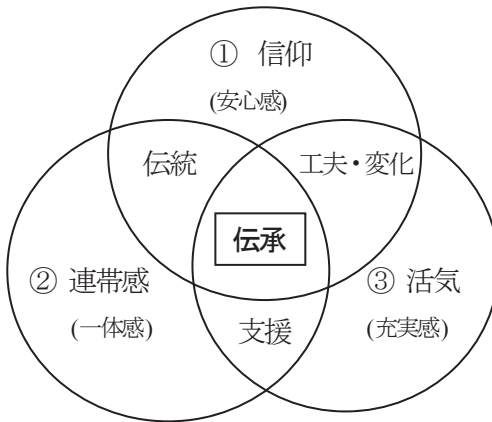 ① 信仰
(安心感)
伝統
工夫・変化
伝承
② 連帯感
(一体感)
③ 活気
(充実感)
支援